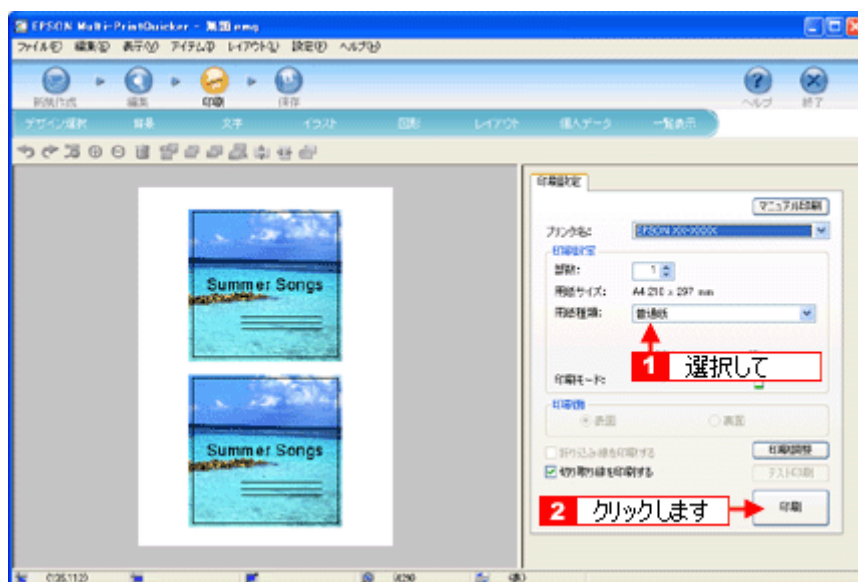 EPSON Multi-PrintQuicker - 無題.emq
ファイル(F) 編集(E) 表示(V) アイテム(I) レイアウト(L) 設定(O) ヘルプ(H)
新規作成 編集 印刷 保存 ヘルプ 終了
デザイン選択 背景 文字 イラスト 図形 レイアウト 個人データ 一覧表示
印刷設定
マニュアル印刷
プリンタ名: EPSON XX-XXXX
印刷設定
部数: 1
用紙サイズ: A4 210 x 297 mm
用紙種類: 普通紙
1 選択して
印刷モード:
印刷面
表面 裏面
折り込み線を印刷する 印刷調整
切り取り線を印刷する テスト印刷
2 クリックします 印刷
Summer Songs
Summer Songs